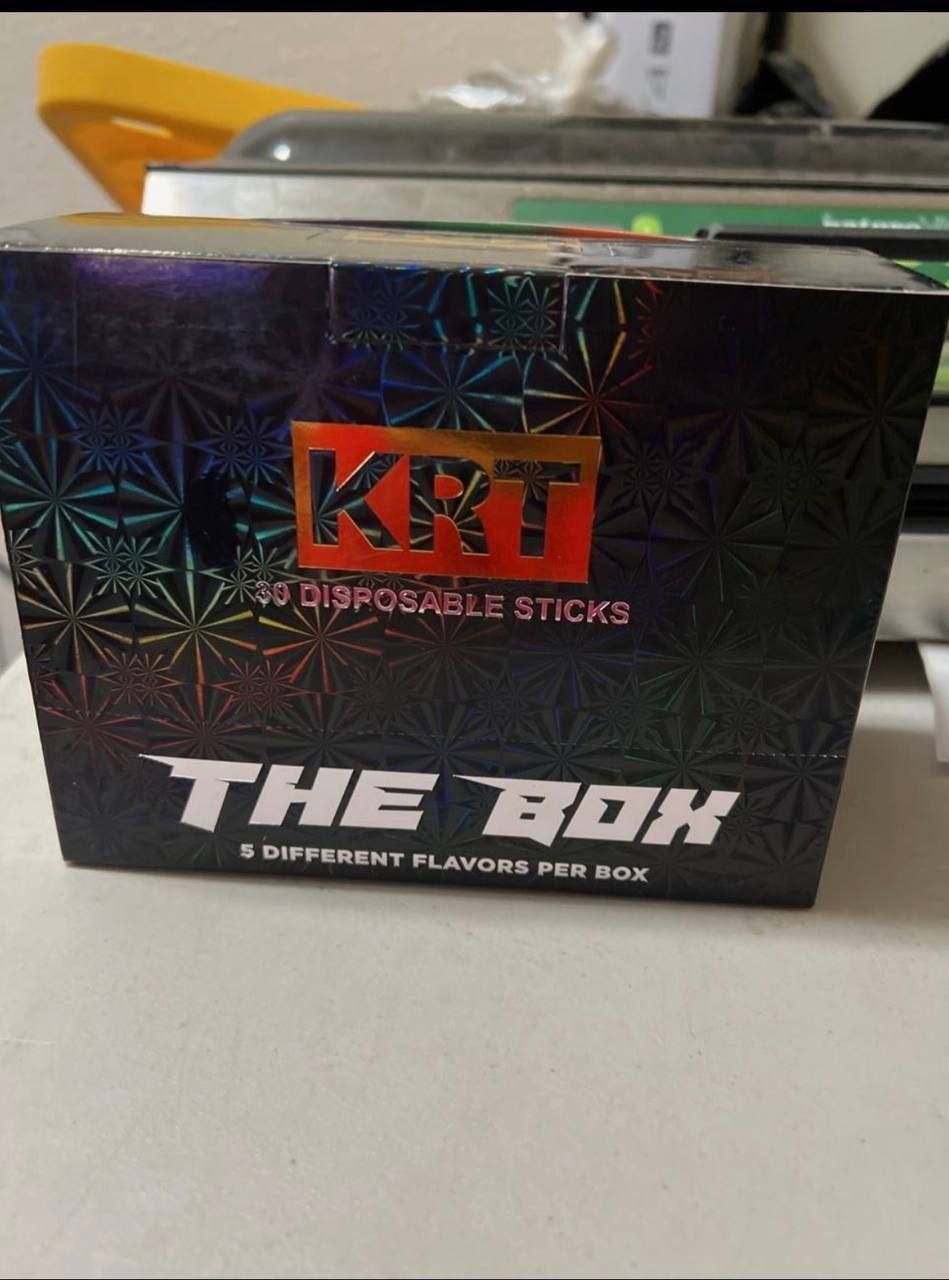 KRT
30 DISPOSABLE STICKS
THE BOX
5 DIFFERENT FLAVORS PER BOX